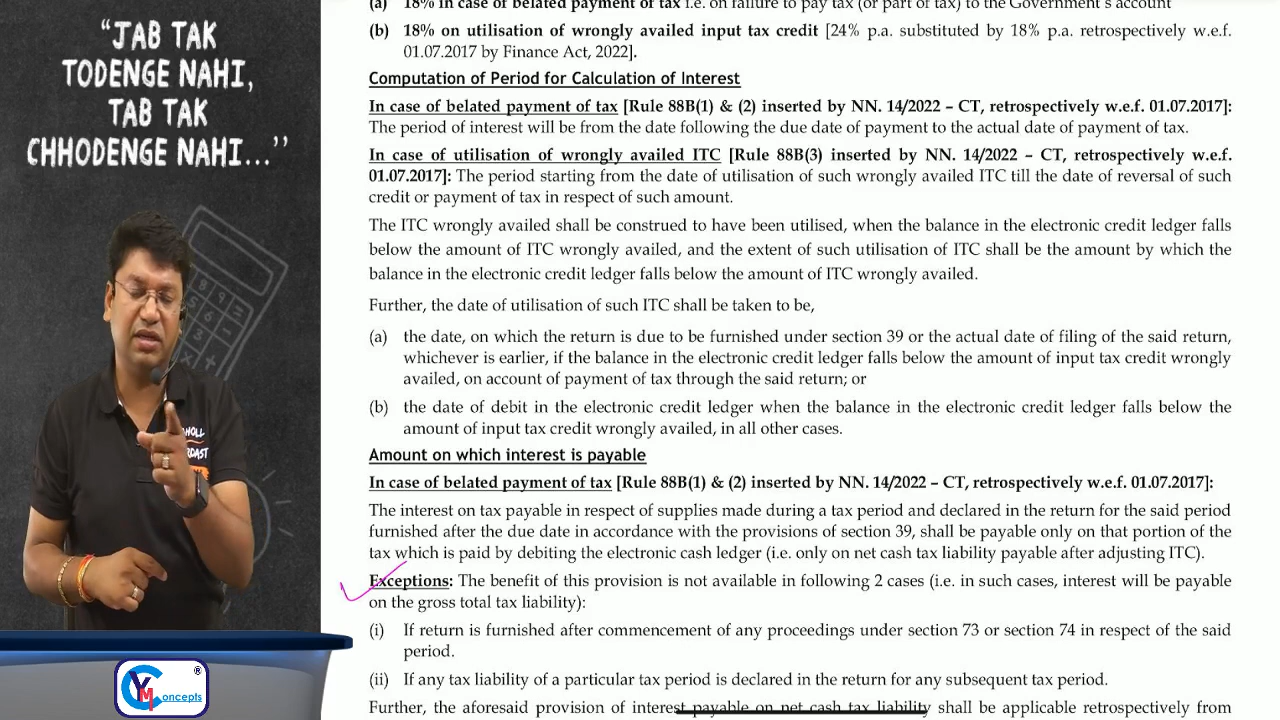 “JAB TAK
TODENGE NAHI,
TAB TAK
CHHODENGE NAHI...’’
(a) 18% in case of belated payment of tax i.e. on failure to pay tax (or part of tax) to the Government's account
(b) 18% on utilisation of wrongly availed input tax credit [24% p.a. substituted by 18% p.a. retrospectively w.e.f.
01.07.2017 by Finance Act, 2022].
Computation of Period for Calculation of Interest
In case of belated payment of tax [Rule 88B(1) & (2) inserted by NN. 14/2022 – CT, retrospectively w.e.f. 01.07.2017]:
The period of interest will be from the date following the due date of payment to the actual date of payment of tax.
In case of utilisation of wrongly availed ITC [Rule 88B(3) inserted by NN. 14/2022 – CT, retrospectively w.e.f.
01.07.2017]: The period starting from the date of utilisation of such wrongly availed ITC till the date of reversal of such
credit or payment of tax in respect of such amount.
The ITC wrongly availed shall be construed to have been utilised, when the balance in the electronic credit ledger falls
below the amount of ITC wrongly availed, and the extent of such utilisation of ITC shall be the amount by which the
balance in the electronic credit ledger falls below the amount of ITC wrongly availed.
Further, the date of utilisation of such ITC shall be taken to be,
(a) the date, on which the return is due to be furnished under section 39 or the actual date of filing of the said return,
whichever is earlier, if the balance in the electronic credit ledger falls below the amount of input tax credit wrongly
availed, on account of payment of tax through the said return; or
(b) the date of debit in the electronic credit ledger when the balance in the electronic credit ledger falls below the
amount of input tax credit wrongly availed, in all other cases.
Amount on which interest is payable
In case of belated payment of tax [Rule 88B(1) & (2) inserted by NN. 14/2022 – CT, retrospectively w.e.f. 01.07.2017]:
The interest on tax payable in respect of supplies made during a tax period and declared in the return for the said period
furnished after the due date in accordance with the provisions of section 39, shall be payable only on that portion of the
tax which is paid by debiting the electronic cash ledger (i.e. only on net cash tax liability payable after adjusting ITC).
Exceptions: The benefit of this provision is not available in following 2 cases (i.e. in such cases, interest will be payable
on the gross total tax liability):
(i) If return is furnished after commencement of any proceedings under section 73 or section 74 in respect of the said
period.
(ii) If any tax liability of a particular tax period is declared in the return for any subsequent tax period.
Further, the aforesaid provision of interest payable on net cash tax liability shall be applicable retrospectively from
YM Concepts ®